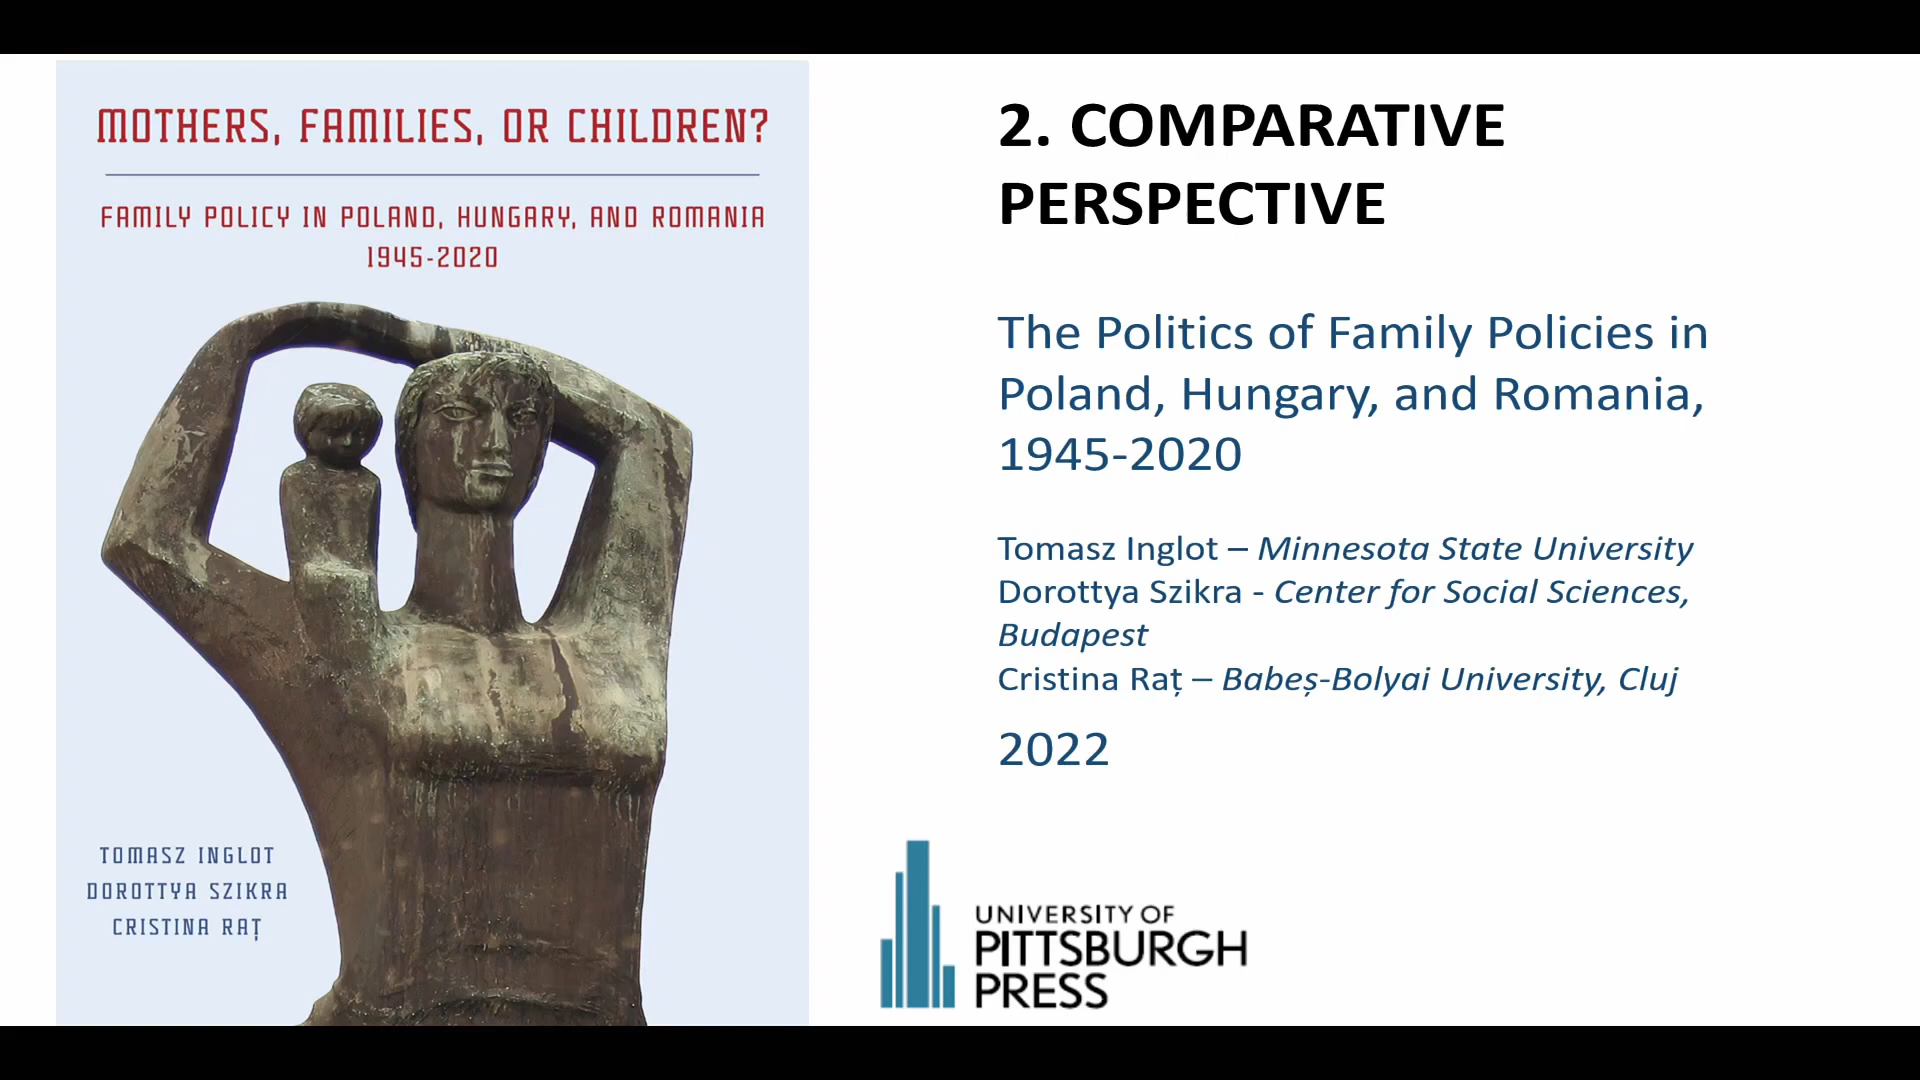 MOTHERS, FAMILIES, OR CHILDREN?
FAMILY POLICY IN POLAND, HUNGARY, AND ROMANIA
1945-2020
TOMASZ INGLOT
DOROTTYA SZIKRA
CRISTINA RAȚ
2. COMPARATIVE
PERSPECTIVE
The Politics of Family Policies in
Poland, Hungary, and Romania,
1945-2020
Tomasz Inglot – Minnesota State University
Dorottya Szikra - Center for Social Sciences,
Budapest
Cristina Raț – Babeș-Bolyai University, Cluj
2022
UNIVERSITY OF
PITTSBURGH
PRESS